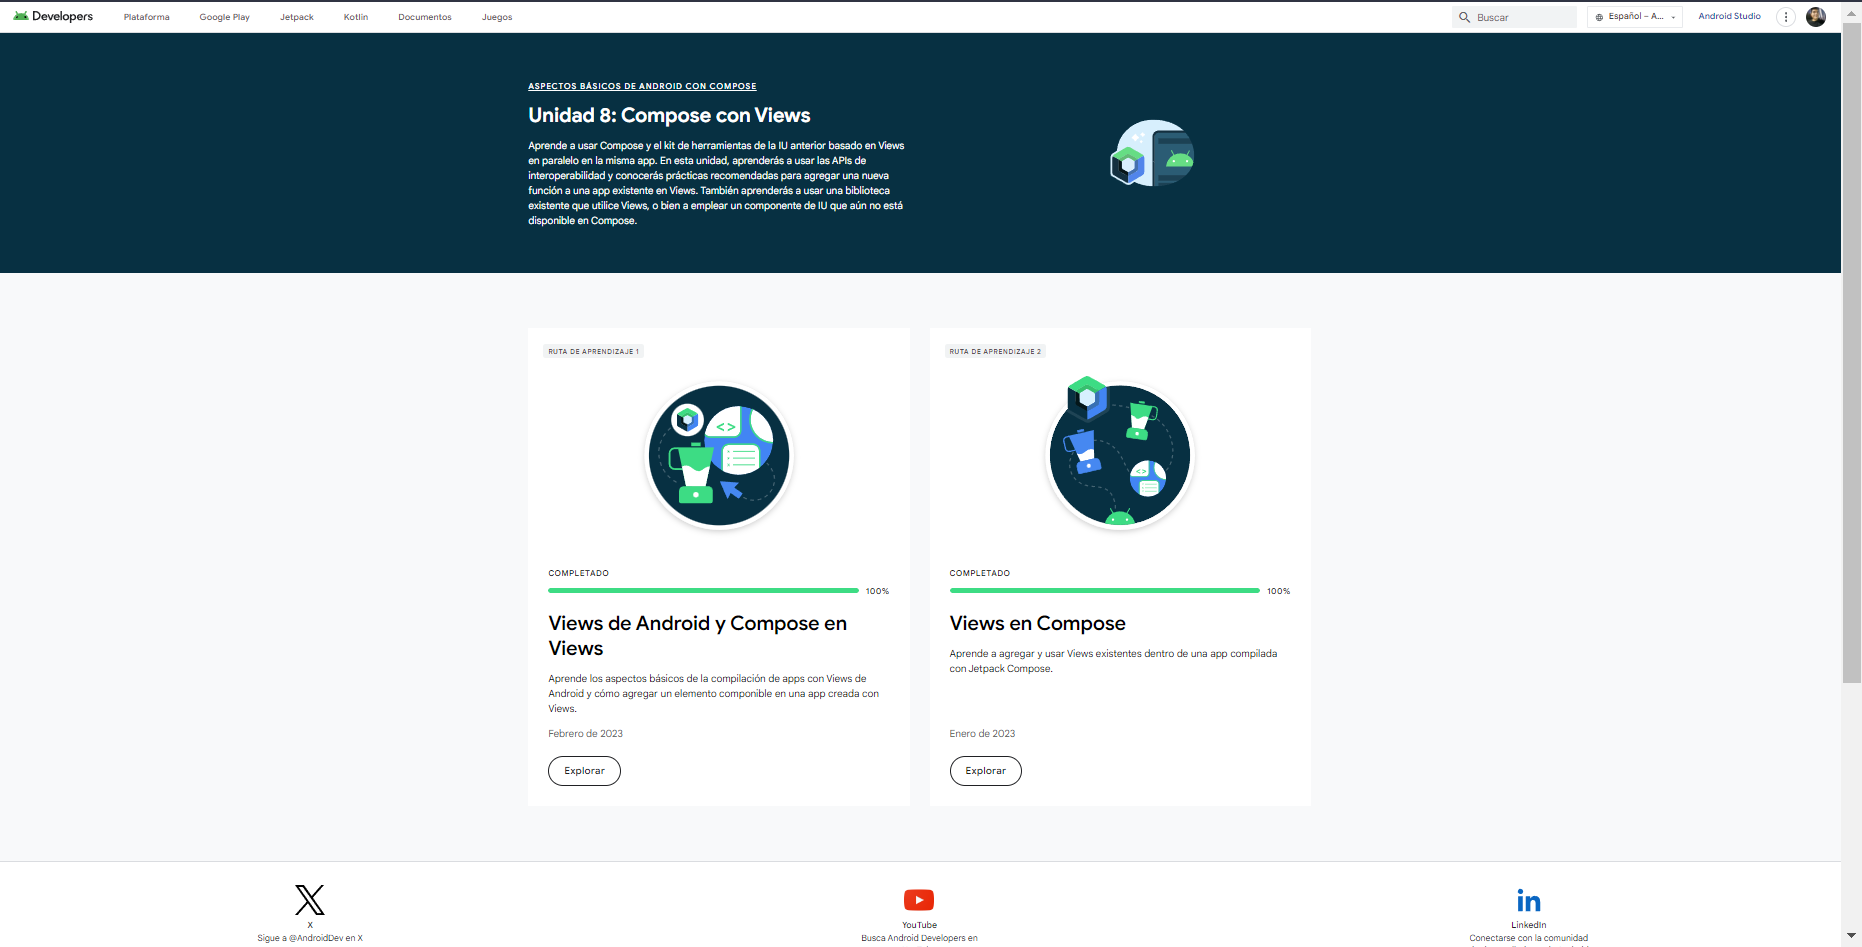 Developers
Plataforma
Google Play
Jetpack
Kotlin
Documentos
Juegos
Buscar
Español – A...
Android Studio
ASPECTOS BÁSICOS DE ANDROID CON COMPOSE
Unidad 8: Compose con Views
Aprende a usar Compose y el kit de herramientas de la IU anterior basado en Views
en paralelo en la misma app. En esta unidad, aprenderás a usar las APIs de
interoperabilidad y conocerás prácticas recomendadas para agregar una nueva
función a una app existente en Views. También aprenderás a usar una biblioteca
existente que utilice Views, o bien a emplear un componente de IU que aún no está
disponible en Compose.
RUTA DE APRENDIZAJE 1
COMPLETADO
100%
Views de Android y Compose en
Views
Aprende los aspectos básicos de la compilación de apps con Views de
Android y cómo agregar un elemento componible en una app creada con
Views.
Febrero de 2023
Explorar
RUTA DE APRENDIZAJE 2
COMPLETADO
100%
Views en Compose
Aprende a agregar y usar Views existentes dentro de una app compilada
con Jetpack Compose.
Enero de 2023
Explorar
X
Sigue a @AndroidDev en X
YouTube
Busca Android Developers en
LinkedIn
Conectarse con la comunidad